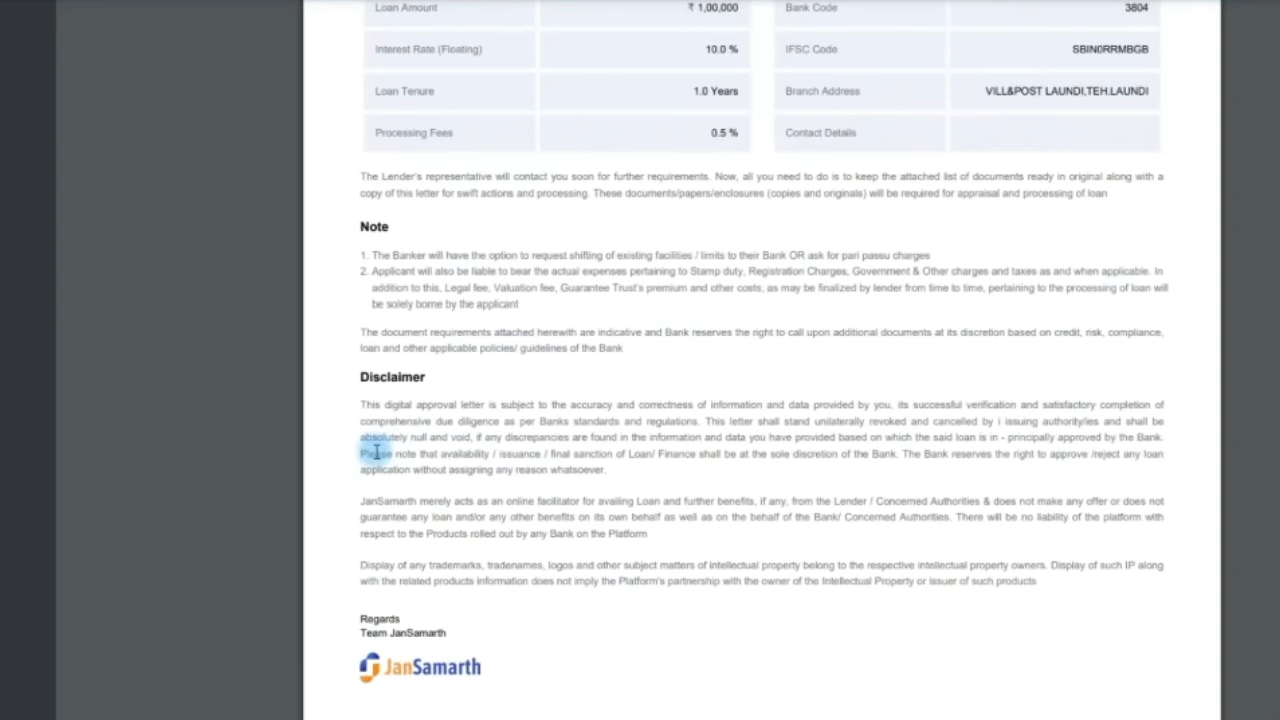 Loan Amount ₹ 1,00,000 Bank Code 3804
Interest Rate (Floating) 10.0 % IFSC Code SBIN0RRMBGB
Loan Tenure 1.0 Years Branch Address VILL&POST LAUNDI,TEH.LAUNDI
Processing Fees 0.5 % Contact Details
The Lender's representative will contact you soon for further requirements. Now, all you need to do is to keep the attached list of documents ready in original along with a
copy of this letter for swift actions and processing. These documents/papers/enclosures (copies and originals) will be required for appraisal and processing of loan
Note
1. The Banker will have the option to request shifting of existing facilities / limits to their Bank OR ask for pari passu charges
2. Applicant will also be liable to bear the actual expenses pertaining to Stamp duty, Registration Charges, Government & Other charges and taxes as and when applicable. In
addition to this, Legal fee, Valuation fee, Guarantee Trust's premium and other costs, as may be finalized by lender from time to time, pertaining to the processing of loan will
be solely borne by the applicant
The document requirements attached herewith are indicative and Bank reserves the right to call upon additional documents at its discretion based on credit, risk, compliance,
loan and other applicable policies/ guidelines of the Bank
Disclaimer
This digital approval letter is subject to the accuracy and correctness of information and data provided by you, its successful verification and satisfactory completion of
comprehensive due diligence as per Banks standards and regulations. This letter shall stand unilaterally revoked and cancelled by i issuing authority/ies and shall be
absolutely null and void, if any discrepancies are found in the information and data you have provided based on which the said loan is in - principally approved by the Bank.
Please note that availability / issuance / final sanction of Loan/ Finance shall be at the sole discretion of the Bank. The Bank reserves the right to approve /reject any loan
application without assigning any reason whatsoever.
JanSamarth merely acts as an online facilitator for availing Loan and further benefits, if any, from the Lender / Concerned Authorities & does not make any offer or does not
guarantee any loan and/or any other benefits on its own behalf as well as on the behalf of the Bank/ Concerned Authorities. There will be no liability of the platform with
respect to the Products rolled out by any Bank on the Platform
Display of any trademarks, tradenames, logos and other subject matters of intellectual property belong to the respective intellectual property owners. Display of such IP along
with the related products information does not imply the Platform's partnership with the owner of the Intellectual Property or issuer of such products
Regards
Team JanSamarth
JanSamarth